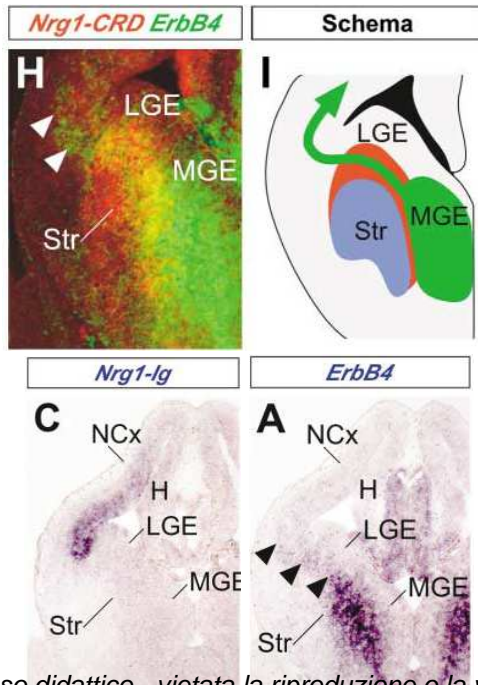 Nrg1-CRD ErbB4
Schema
H
LGE
MGE
Str
I
LGE
MGE
Str
Nrg1-Ig
ErbB4
C
NCx
H
LGE
MGE
Str
A
NCx
H
LGE
MGE
Str
didattico - vietata la riproduzione o la